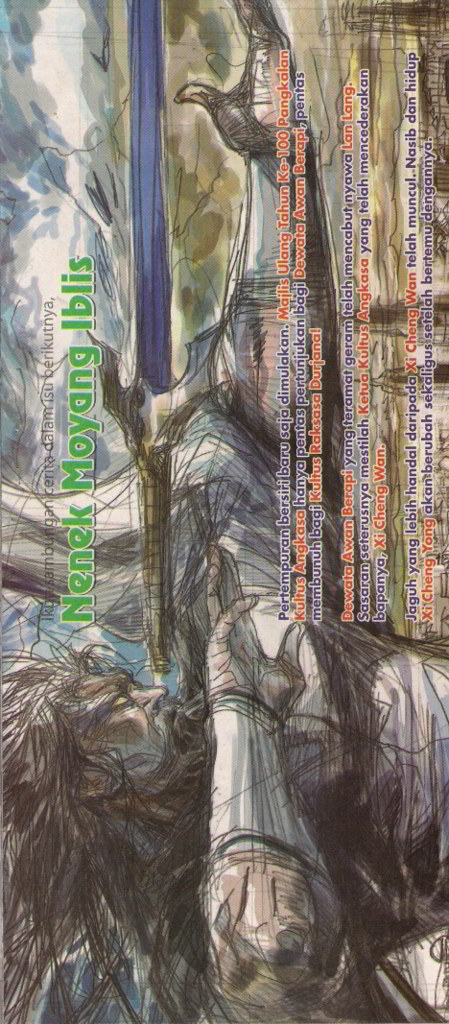 Ikuti sambungan cerita dalam isu berikutnya,
Nenek Moyang Iblis
Pertempuran bersiri baru saja dimulakan. Majlis Ulang Tahun Ke-100 Pangkalan
Kultus Angkasa hanya pentas pertunjukan bagi Dewata Awan Berapi, pentas
membunuh bagi Kultus Raksasa Durjana!
Dewata Awan Berapi yang teramat geram telah mencabut nyawa Lan Lang.
Sasaran seterusnya pastilah Ketua Kultus Angkasa yang telah mencederakan
bapanya, Xi Cheng Wan.
Jaguh yang lebih handal daripada Xi Cheng Wan telah muncul. Nasib dan hidup
Xi Cheng Yong akan berubah sekaligus setelah bertemu dengannya.